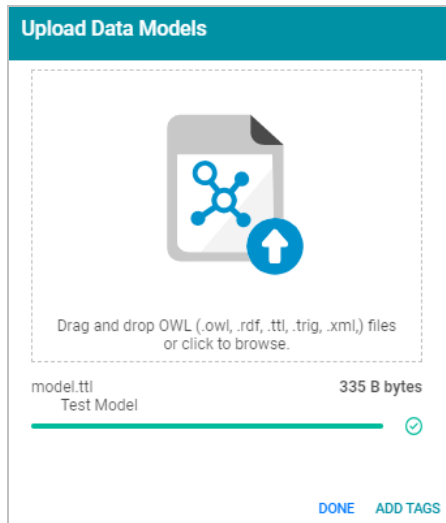 Upload Data Models
Drag and drop OWL (.owl, .rdf, .ttl, .trig, .xml,) files
or click to browse.
model.ttl 335 B bytes
Test Model
DONE ADD TAGS